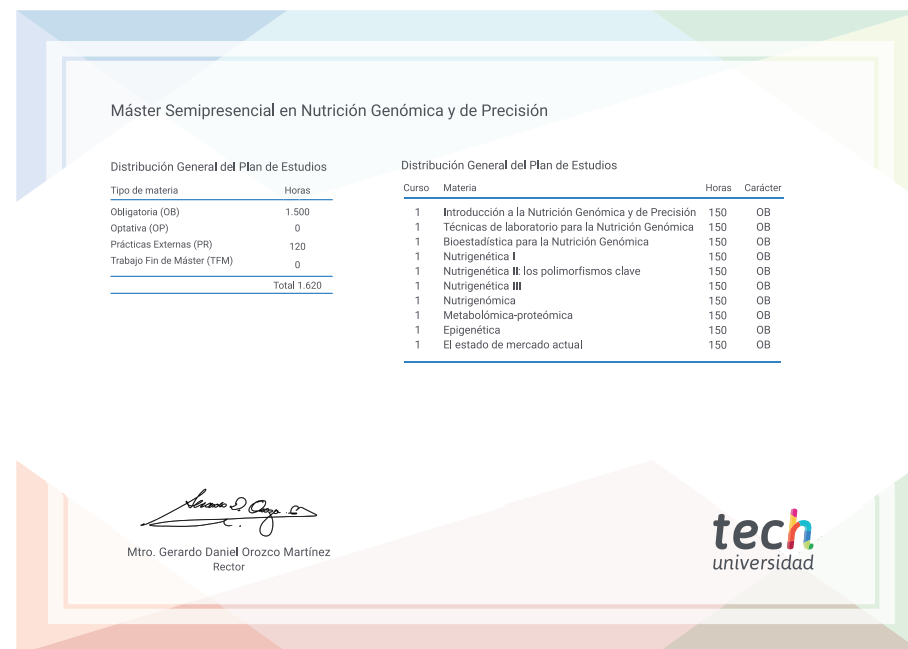 Máster Semipresencial en Nutrición Genómica y de Precisión
Distribución General del Plan de Estudios
Tipo de materia Horas
Obligatoria (OB) 1.500
Optativa (OP) 0
Prácticas Externas (PR) 120
Trabajo Fin de Máster (TFM) 0
Total 1.620
Distribución General del Plan de Estudios
Curso Materia Horas Carácter
1 Introducción a la Nutrición Genómica y de Precisión 150 OB
1 Técnicas de laboratorio para la Nutrición Genómica 150 OB
1 Bioestadística para la Nutrición Genómica 150 OB
1 Nutrigenética I 150 OB
1 Nutrigenética II: los polimorfismos clave 150 OB
1 Nutrigenética III 150 OB
1 Nutrigenómica 150 OB
1 Metabolómica-proteómica 150 OB
1 Epigenética 150 OB
1 El estado de mercado actual 150 OB
Mtro. Gerardo Daniel Orozco Martínez
Rector
tech
universidad